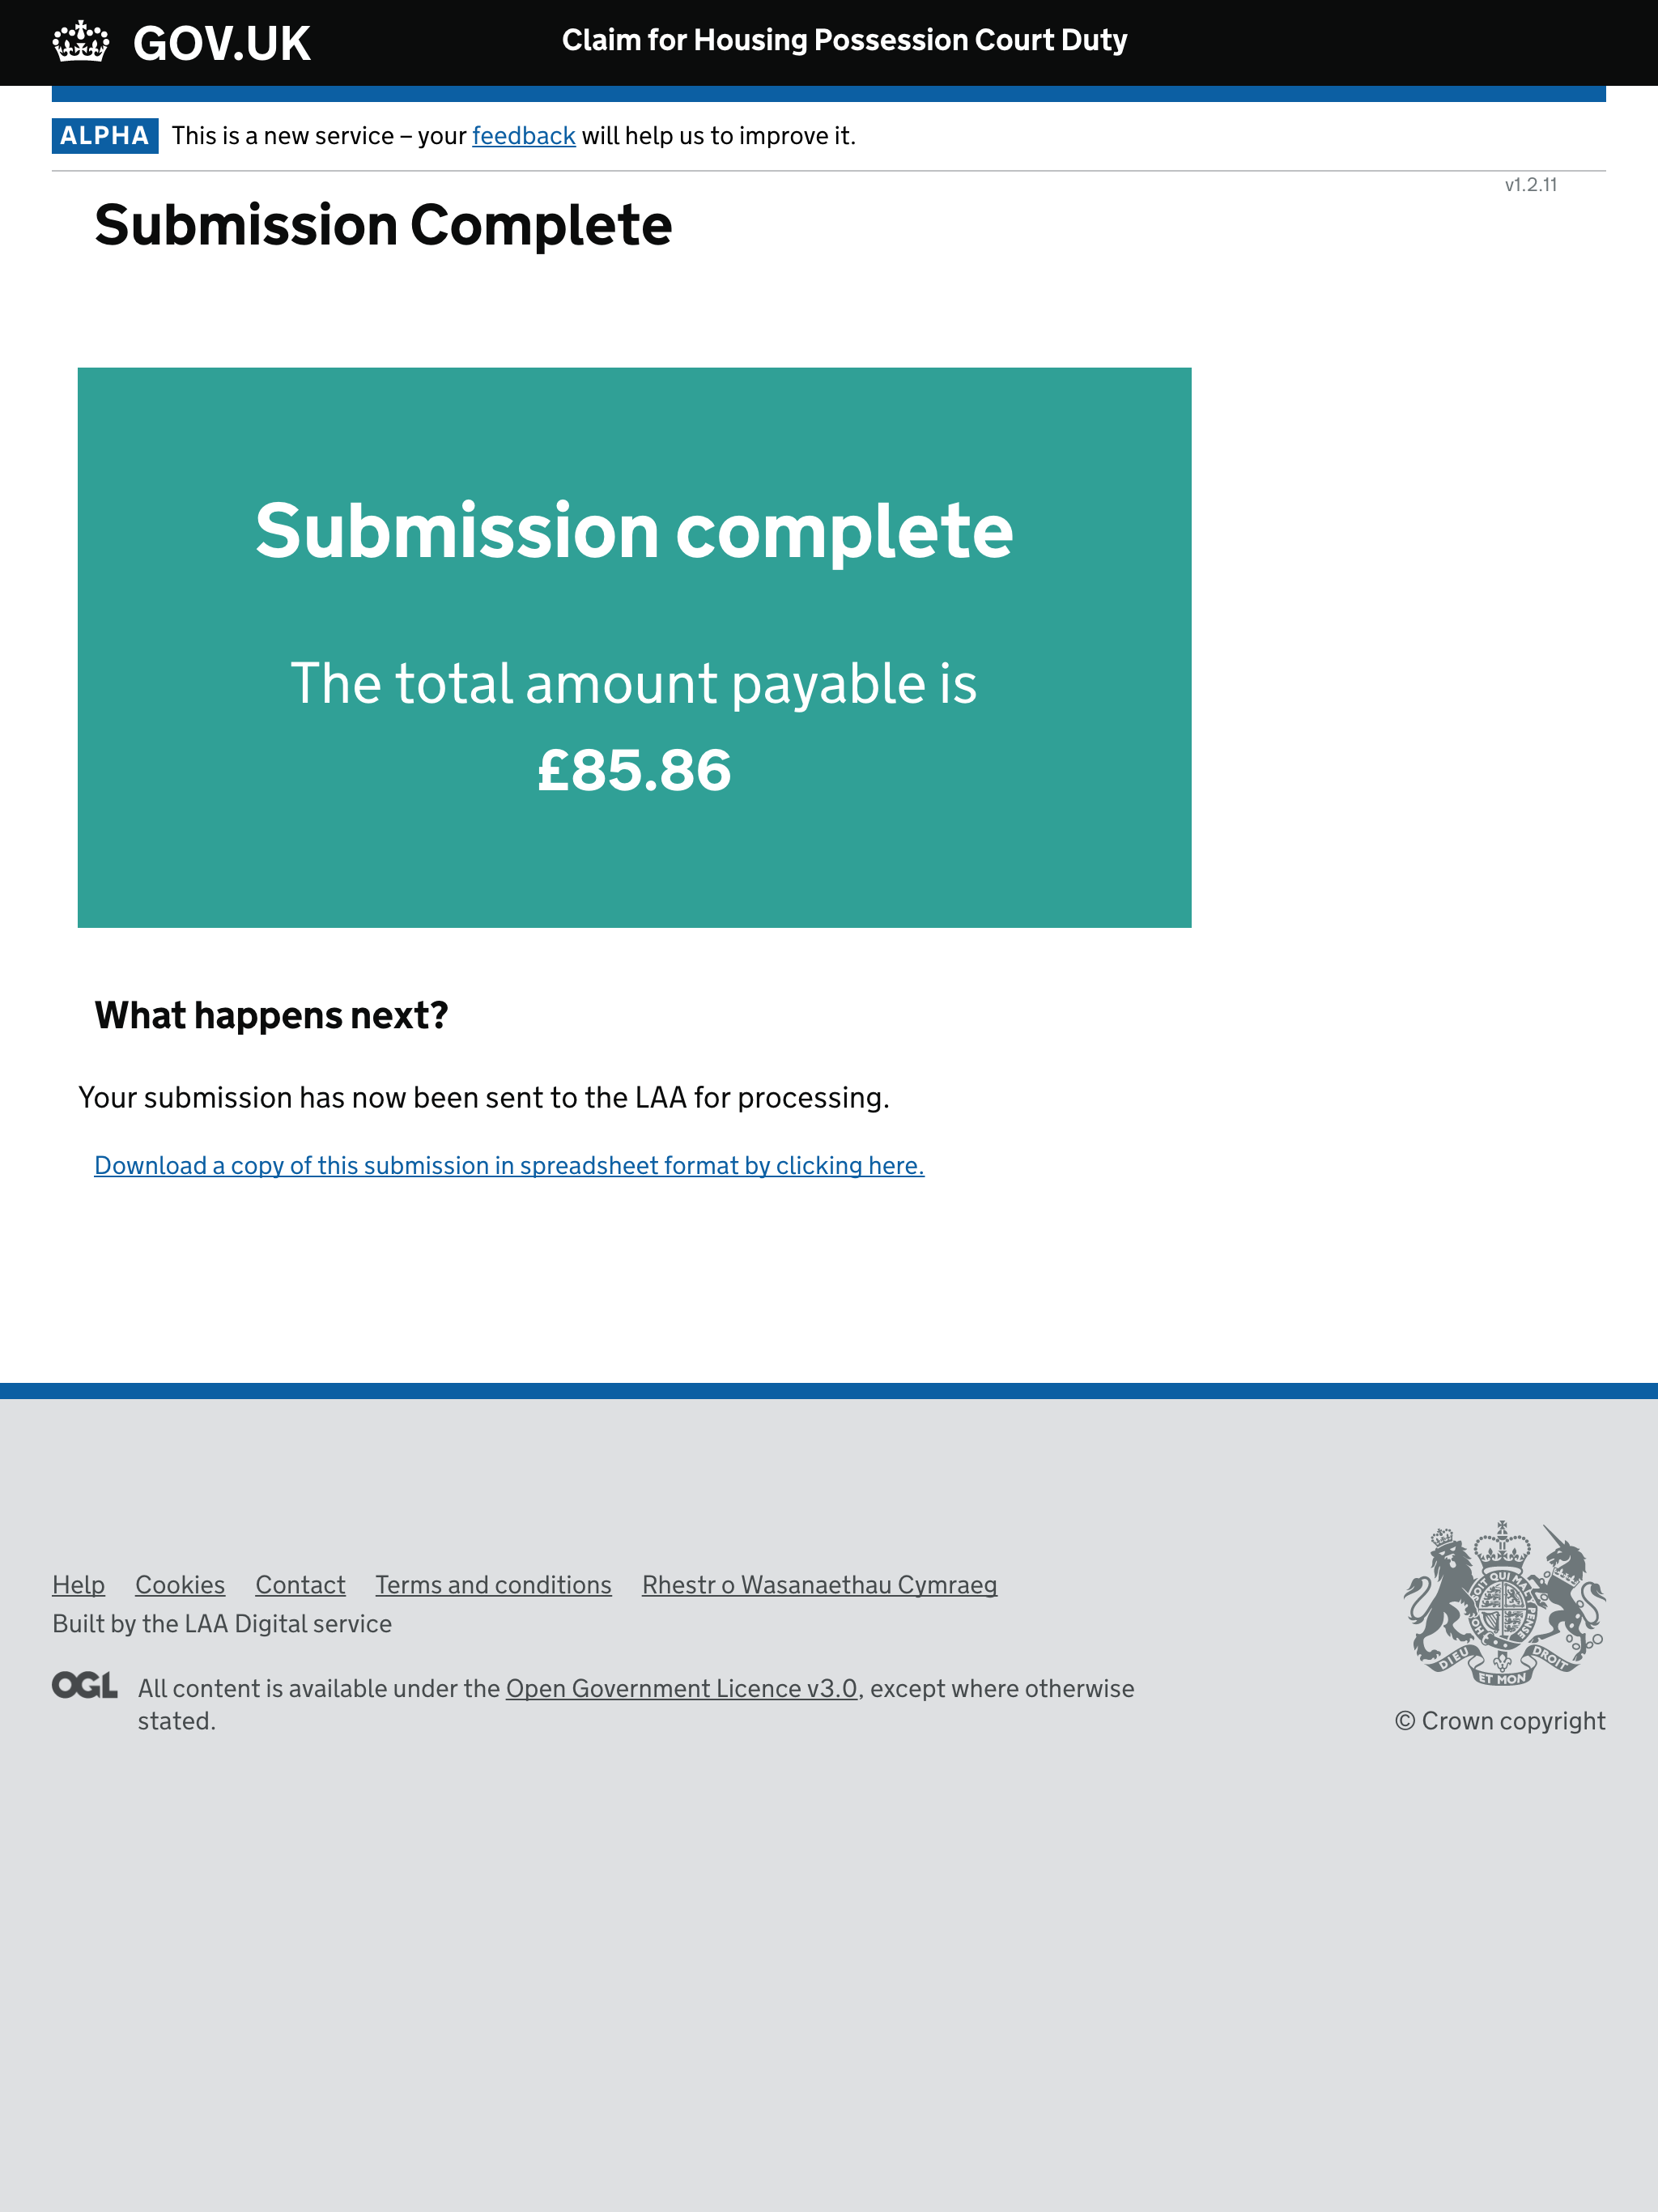 GOV.UK
Claim for Housing Possession Court Duty
ALPHA This is a new service – your feedback will help us to improve it.
v1.2.11
Submission Complete
Submission complete
The total amount payable is
£85.86
What happens next?
Your submission has now been sent to the LAA for processing.
Download a copy of this submission in spreadsheet format by clicking here.
Help Cookies Contact Terms and conditions Rhestr o Wasanaethau Cymraeg
Built by the LAA Digital service
OGL All content is available under the Open Government Licence v3.0, except where otherwise
stated.
HONI SOIT QUI MAL Y PENSE
DIEU ET MON DROIT
© Crown copyright